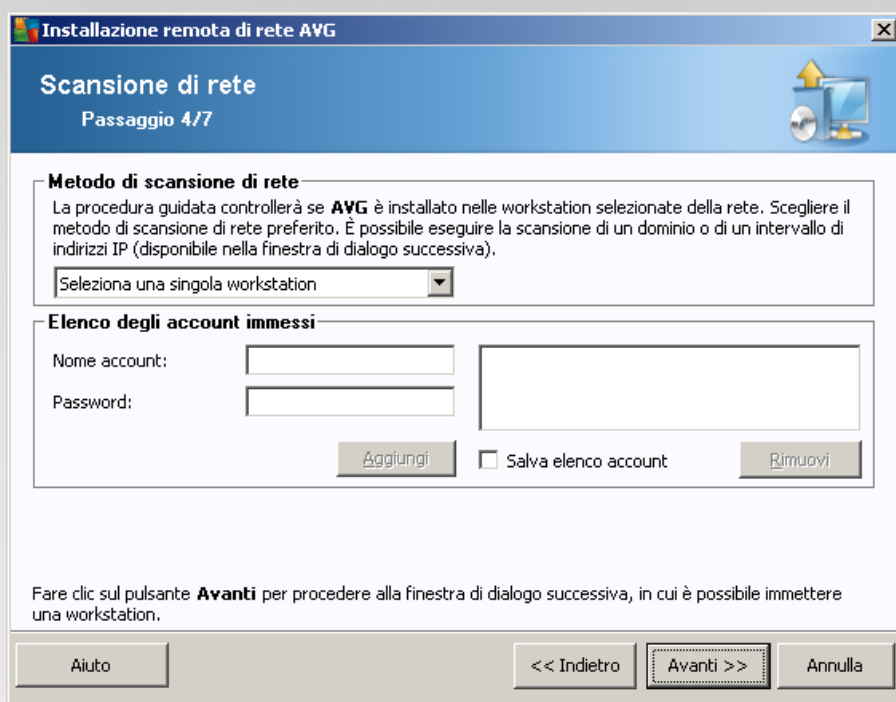 Installazione remota di rete AVG
Scansione di rete
Passaggio 4/7
Metodo di scansione di rete
La procedura guidata controllerà se AVG è installato nelle workstation selezionate della rete. Scegliere il
metodo di scansione di rete preferito. È possibile eseguire la scansione di un dominio o di un intervallo di
indirizzi IP (disponibile nella finestra di dialogo successiva).
Seleziona una singola workstation
Elenco degli account immessi
Nome account:
Password:
Aggiungi
Salva elenco account
Rimuovi
Fare clic sul pulsante Avanti per procedere alla finestra di dialogo successiva, in cui è possibile immettere
una workstation.
Aiuto
<< Indietro
Avanti >>
Annulla